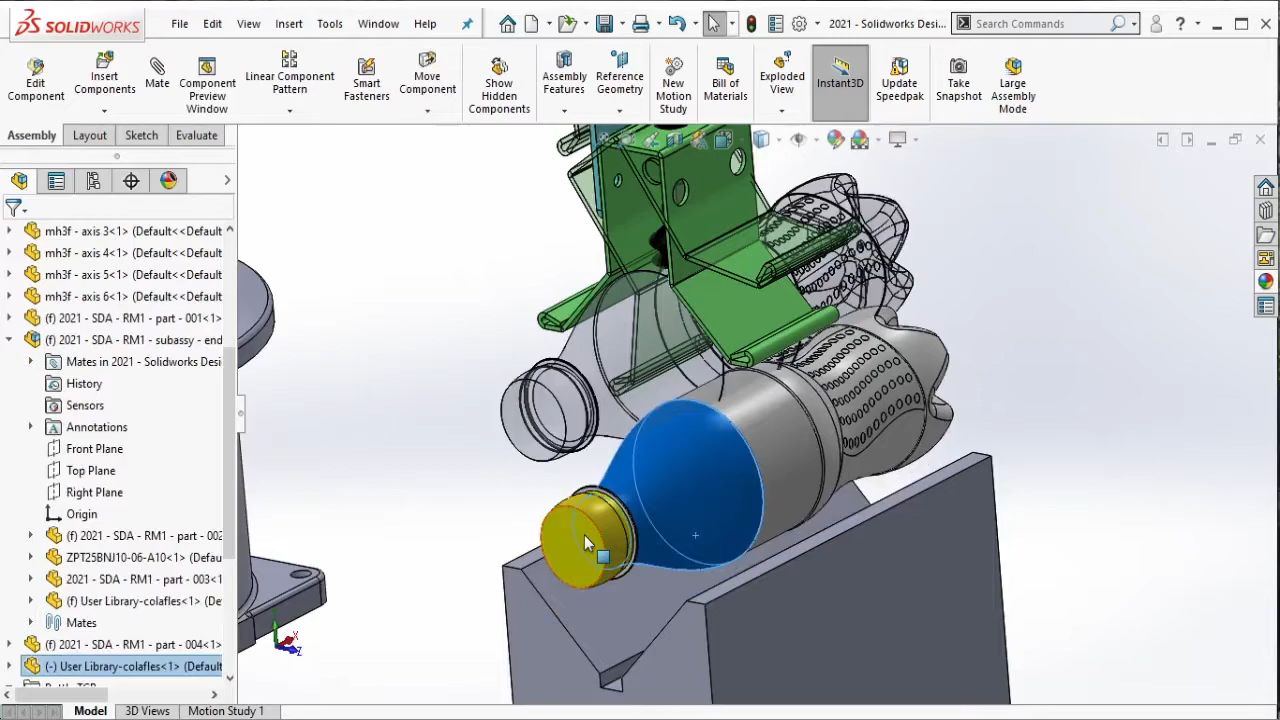 SOLIDWORKS
File Edit View Insert Tools Window Help
2021 - Solidworks Desi...
Search Commands
Edit Component
Insert Components
Mate
Component Preview Window
Linear Component Pattern
Smart Fasteners
Move Component
Show Hidden Components
Assembly Features
Reference Geometry
New Motion Study
Bill of Materials
Exploded View
Instant3D
Update Speedpak
Take Snapshot
Large Assembly Mode
Assembly Layout Sketch Evaluate
mh3f - axis 3<1> (Default<<Default
mh3f - axis 4<1> (Default<<Default
mh3f - axis 5<1> (Default<<Default
mh3f - axis 6<1> (Default<<Default
(f) 2021 - SDA - RM1 - part - 001<1>
(f) 2021 - SDA - RM1 - subassy - end
Mates in 2021 - Solidworks Desi
History
Sensors
Annotations
Front Plane
Top Plane
Right Plane
Origin
(f) 2021 - SDA - RM1 - part - 002
ZPT25BNJ10-06-A10<1> (Default
2021 - SDA - RM1 - part - 003<1>
(f) User Library-colafles<1> (De
Mates
(f) 2021 - SDA - RM1 - part - 004<1>
(-) User Library-colafles<1> (Default
X
Z
Model 3D Views Motion Study 1